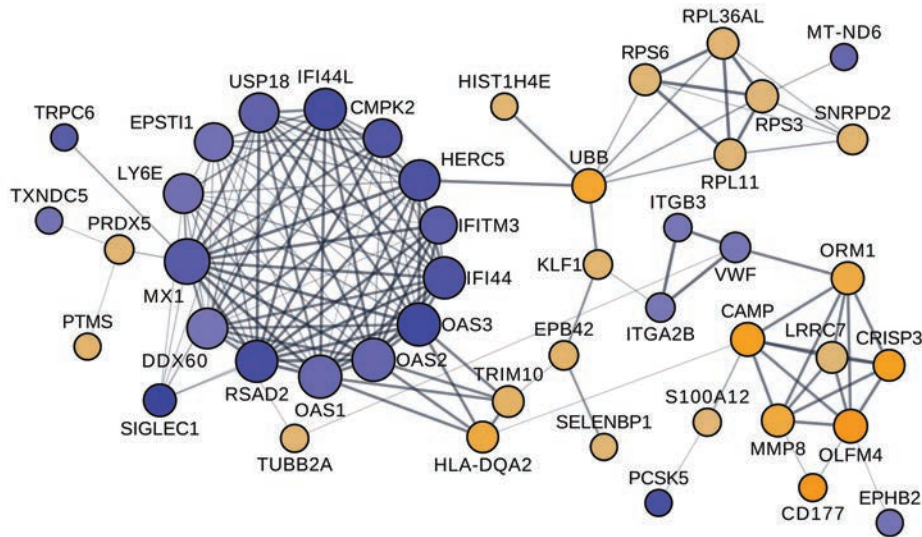 RPL36AL
MT-ND6
RPS6
IFI44L
USP18
HIST1H4E
CMPK2
TRPC6
EPSTI1
RPS3
SNRPD2
HERC5
UBB
LY6E
RPL11
TXNDC5
PRDX5
ITGB3
IFITM3
ORM1
KLF1
VWF
IFI44
MX1
CAMP
ITGA2B
PTMS
OAS3
EPB42
LRRC7
CRISP3
DDX60
OAS2
TRIM10
RSAD2
OAS1
S100A12
SIGLEC1
SELENBP1
MMP8
OLFM4
TUBB2A
HLA-DQA2
PCSK5
CD177
EPHB2